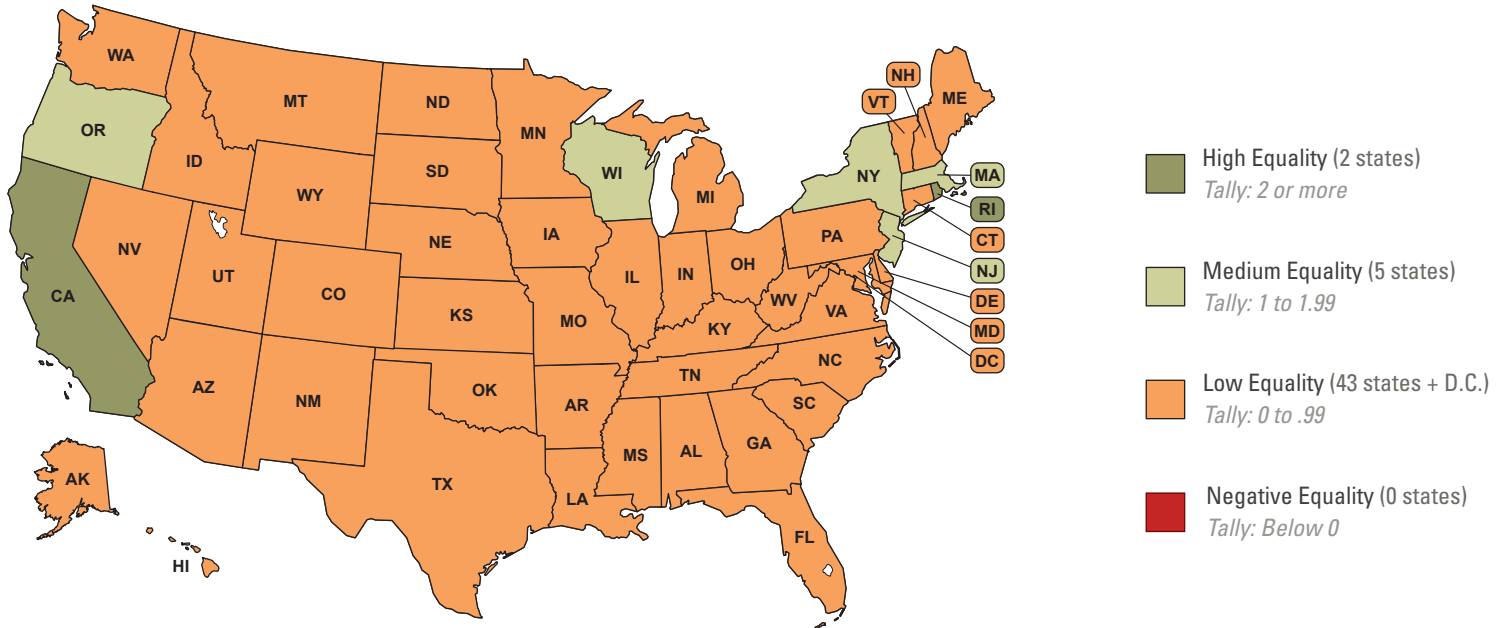 WA
OR
CA
ID
NV
MT
WY
UT
AZ
CO
NM
ND
SD
NE
KS
OK
TX
MN
IA
MO
AR
LA
WI
IL
MI
IN
OH
KY
TN
MS
AL
GA
FL
SC
NC
VA
WV
PA
NY
VT
NH
ME
MA
RI
CT
NJ
DE
MD
DC
AK
HI
High Equality (2 states)
Tally: 2 or more
Medium Equality (5 states)
Tally: 1 to 1.99
Low Equality (43 states + D.C.)
Tally: 0 to .99
Negative Equality (0 states)
Tally: Below 0